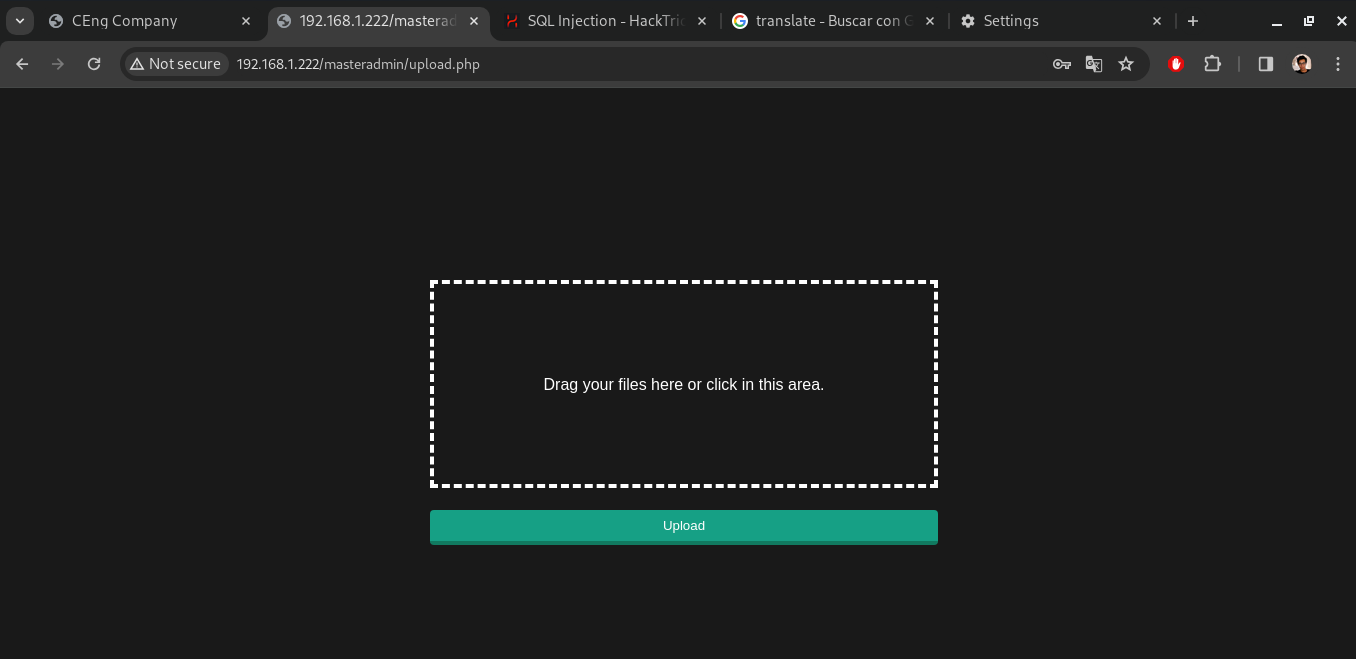 CEng Company
192.168.1.222/masterad
SQL Injection - HackTric
translate - Buscar con G
Settings
Not secure
192.168.1.222/masteradmin/upload.php
Drag your files here or click in this area.
Upload